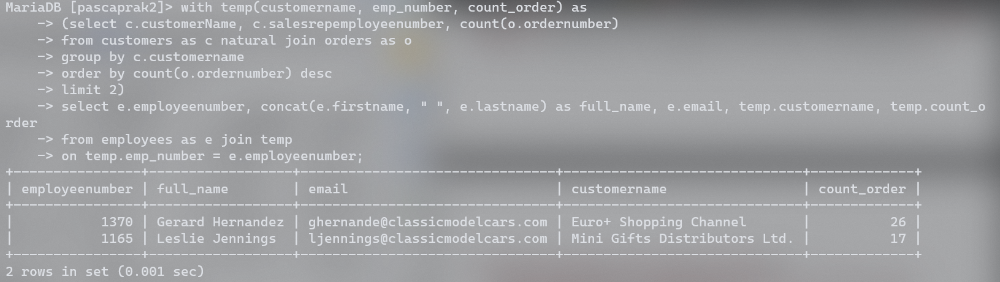 MariaDB [pascaprak2]> with temp(customername, emp_number, count_order) as
    -> (select c.customerName, c.salesrepemployeenumber, count(o.ordernumber)
    -> from customers as c natural join orders as o
    -> group by c.customername
    -> order by count(o.ordernumber) desc
    -> limit 2)
    -> select e.employeenumber, concat(e.firstname, " ", e.lastname) as full_name, e.email, temp.customername, temp.count_o
rder
    -> from employees as e join temp
    -> on temp.emp_number = e.employeenumber;
+----------------+------------------+--------------------------------+------------------------------+-------------+
| employeenumber | full_name        | email                          | customername                 | count_order |
+----------------+------------------+--------------------------------+------------------------------+-------------+
|           1370 | Gerard Hernandez | ghernande@classicmodelcars.com | Euro+ Shopping Channel       |          26 |
|           1165 | Leslie Jennings  | ljennings@classicmodelcars.com | Mini Gifts Distributors Ltd. |          17 |
+----------------+------------------+--------------------------------+------------------------------+-------------+
2 rows in set (0.001 sec)